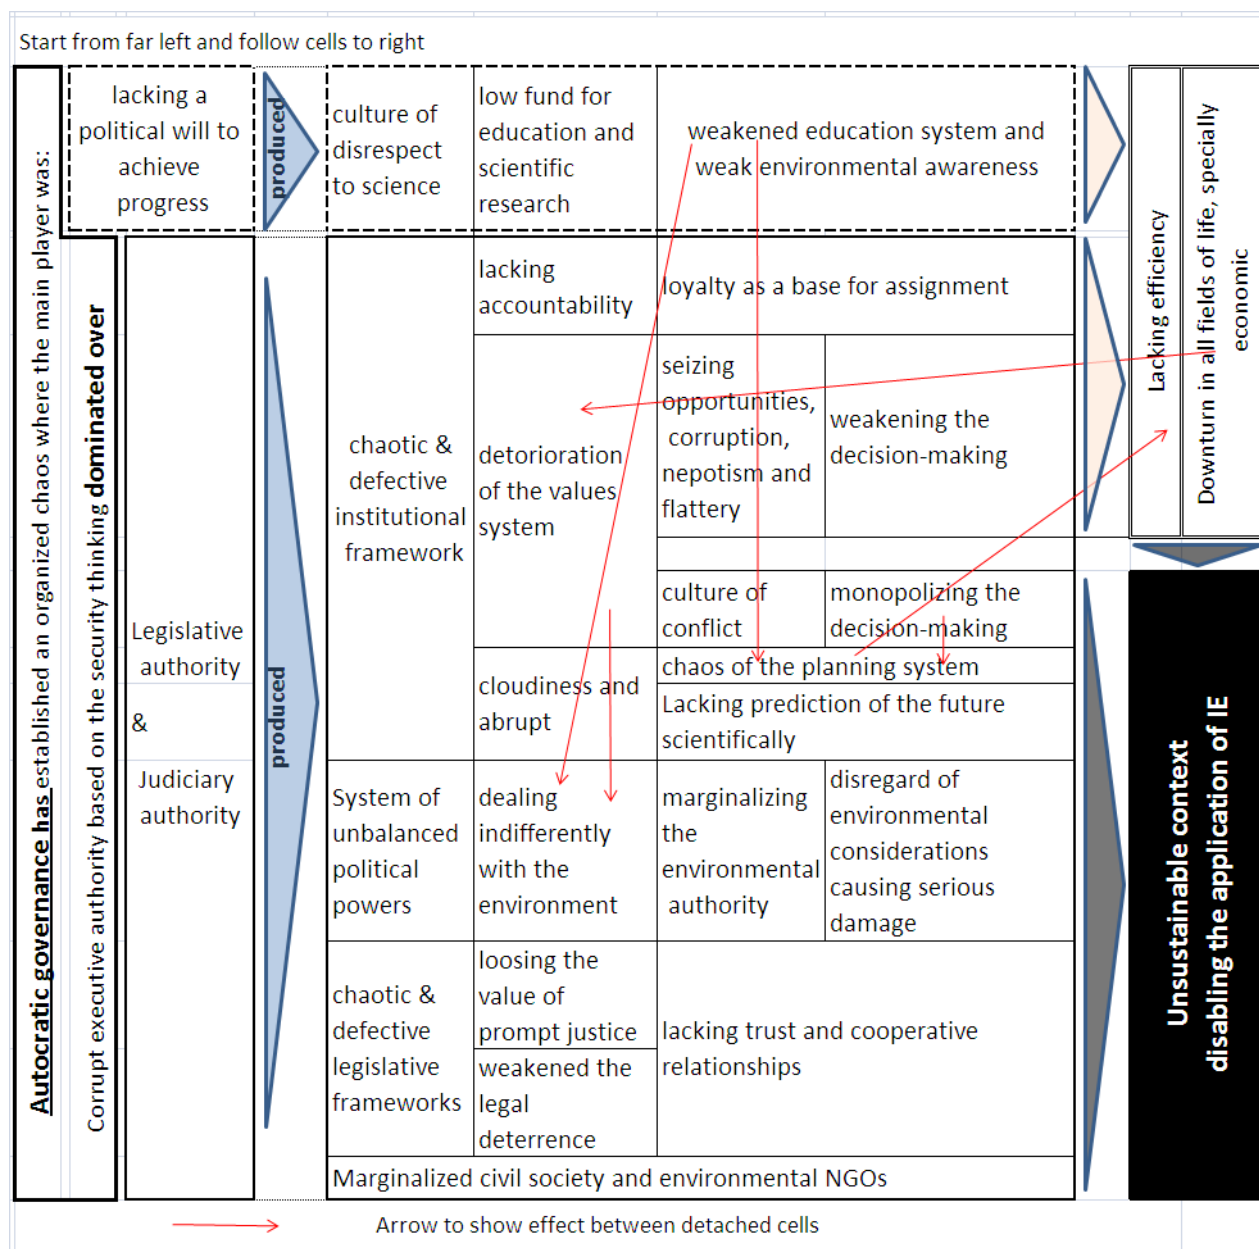 Start from far left and follow cells to right
Autocratic governance has established an organized chaos where the main player was:
lacking a
political will to
achieve
progress
produced
culture of
disrespect
to science
low fund for
education and
scientific
research
weakened education system and
weak environmental awareness
Corrupt executive authority based on the security thinking dominated over
Legislative
authority
&
Judiciary
authority
produced
chaotic &
defective
institutional
framework
lacking
accountability
loyalty as a base for assignment
detorioration
of the values
system
seizing
opportunities,
corruption,
nepotism and
flattery
weakening the
decision-making
culture of
conflict
monopolizing the
decision-making
cloudiness and
abrupt
chaos of the planning system
Lacking prediction of the future
scientifically
System of
unbalanced
political
powers
dealing
indifferently
with the
environment
marginalizing
the
environmental
authority
disregard of
environmental
considerations
causing serious
damage
chaotic &
defective
legislative
frameworks
loosing the
value of
prompt justice
weakened the
legal
deterrence
lacking trust and cooperative
relationships
Marginalized civil society and environmental NGOs
Lacking efficiency
Downturn in all fields of life, specially
economic
Unsustainable context
disabling the application of IE
Arrow to show effect between detached cells